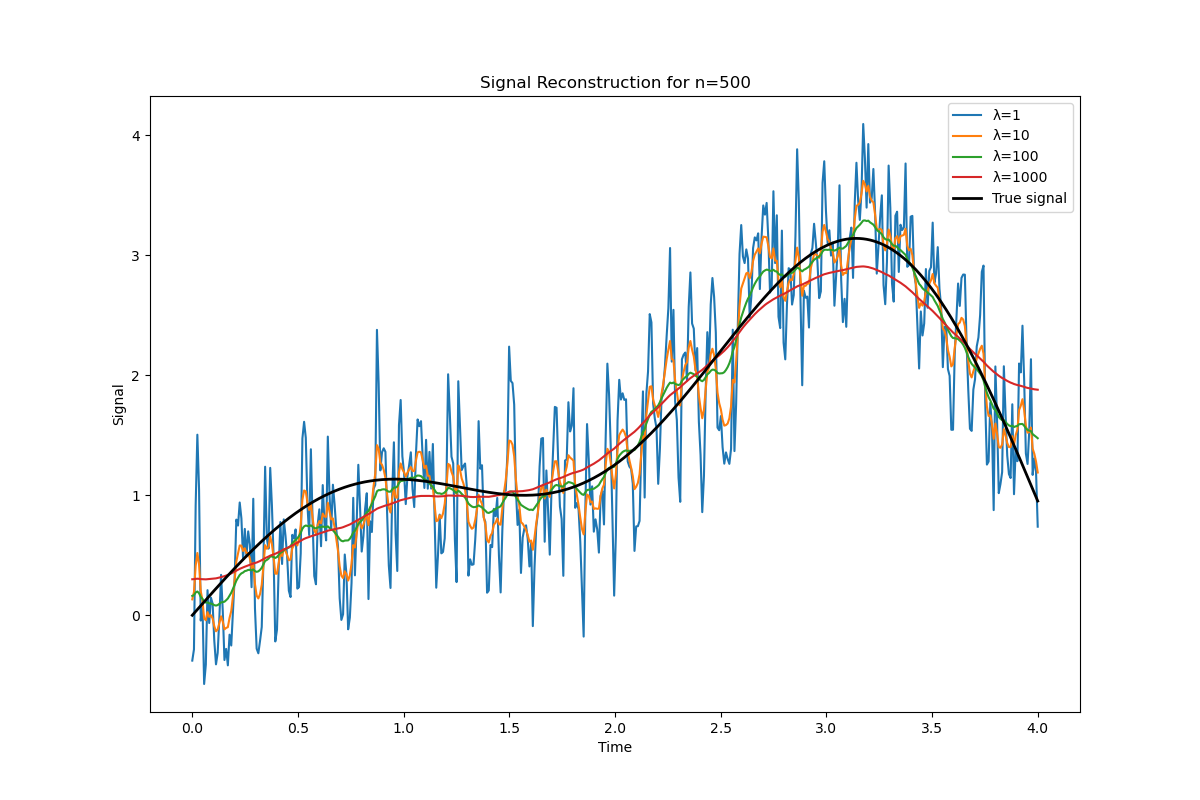 Signal Reconstruction for n=500
λ=1
λ=10
λ=100
λ=1000
True signal
4
3
2
1
0
Signal
0.0 0.5 1.0 1.5 2.0 2.5 3.0 3.5 4.0
Time